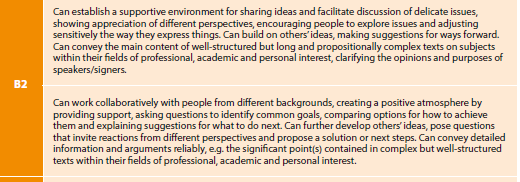 Can establish a supportive environment for sharing ideas and facilitate discussion of delicate issues,
showing appreciation of different perspectives, encouraging people to explore issues and adjusting
sensitively the way they express things. Can build on others' ideas, making suggestions for ways forward.
Can convey the main content of well-structured but long and propositionally complex texts on subjects
within their fields of professional, academic and personal interest, clarifying the opinions and purposes of
speakers/signers.
B2
Can work collaboratively with people from different backgrounds, creating a positive atmosphere by
providing support, asking questions to identify common goals, comparing options for how to achieve
them and explaining suggestions for what to do next. Can further develop others' ideas, pose questions
that invite reactions from different perspectives and propose a solution or next steps. Can convey detailed
information and arguments reliably, e.g. the significant point(s) contained in complex but well-structured
texts within their fields of professional, academic and personal interest.